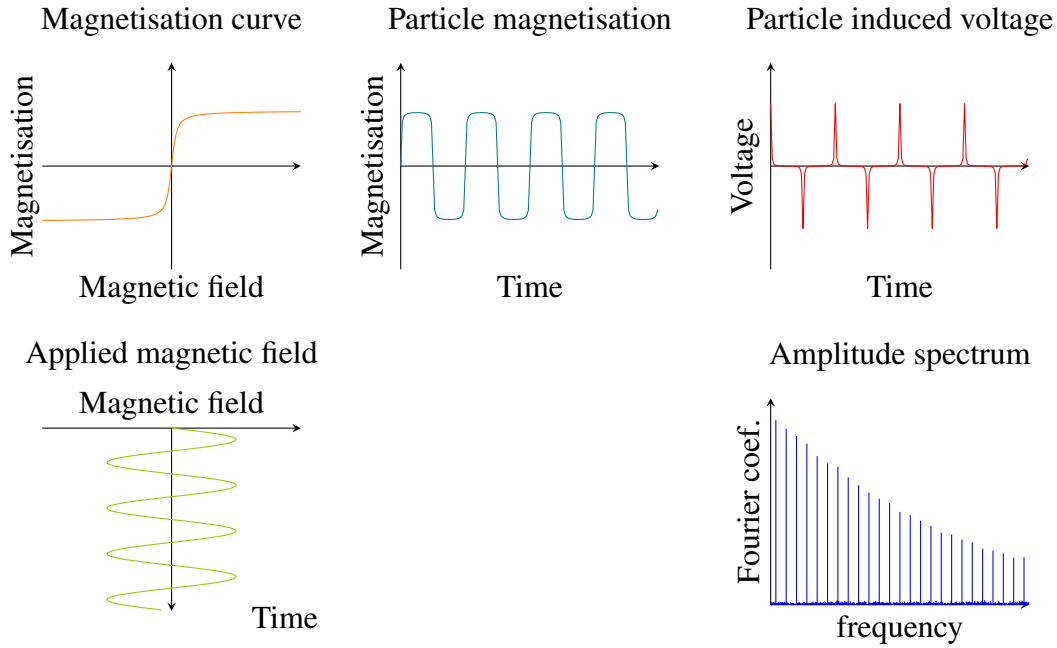 Magnetisation curve
Magnetisation
Magnetic field
Particle magnetisation
Magnetisation
Time
Particle induced voltage
Voltage
Time
Applied magnetic field
Magnetic field
Time
Amplitude spectrum
Fourier coef.
frequency